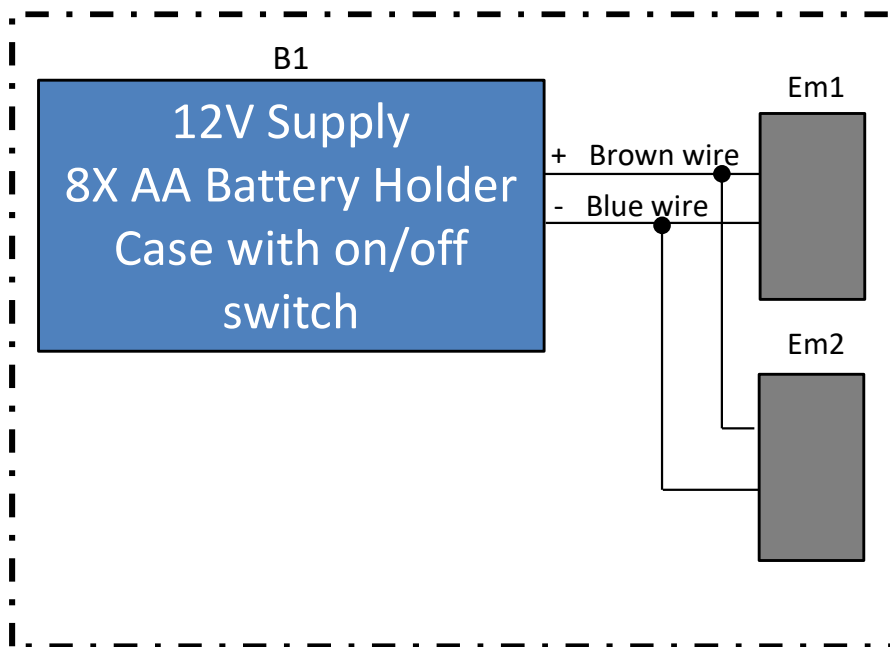 B1
12V Supply
8X AA Battery Holder
Case with on/off
switch
+ Brown wire
- Blue wire
Em1
Em2